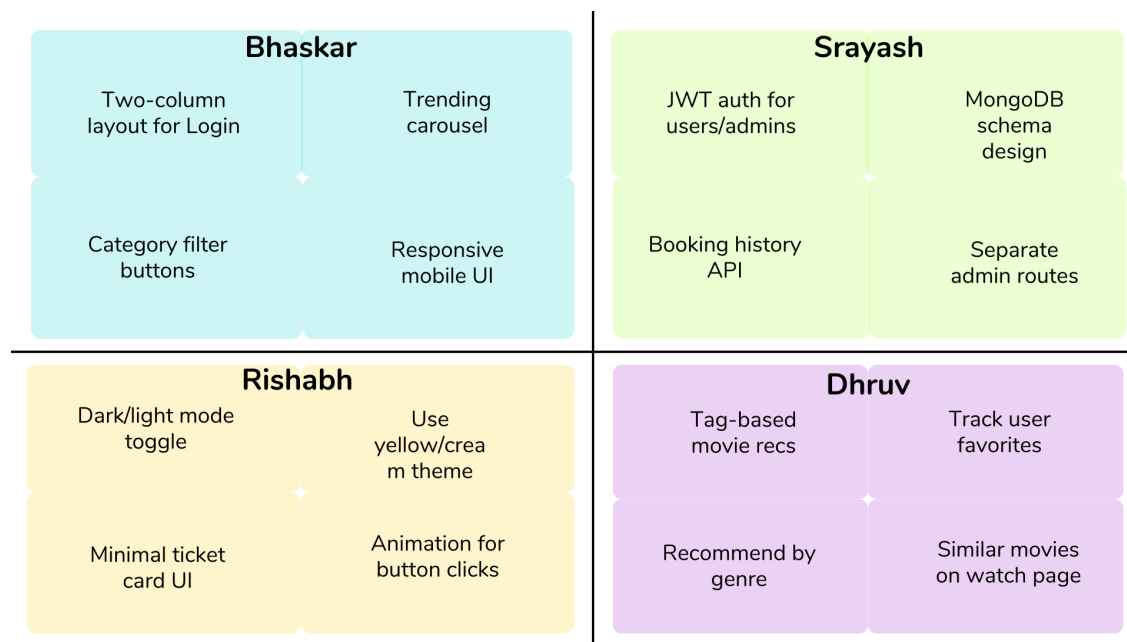 Bhaskar
Two-column
layout for Login
Trending
carousel
Category filter
buttons
Responsive
mobile UI
Srayash
JWT auth for
users/admins
MongoDB
schema
design
Booking history
API
Separate
admin routes
Rishabh
Dark/light mode
toggle
Use
yellow/crea
m theme
Minimal ticket
card UI
Animation for
button clicks
Dhruv
Tag-based
movie recs
Track user
favorites
Recommend by
genre
Similar movies
on watch page